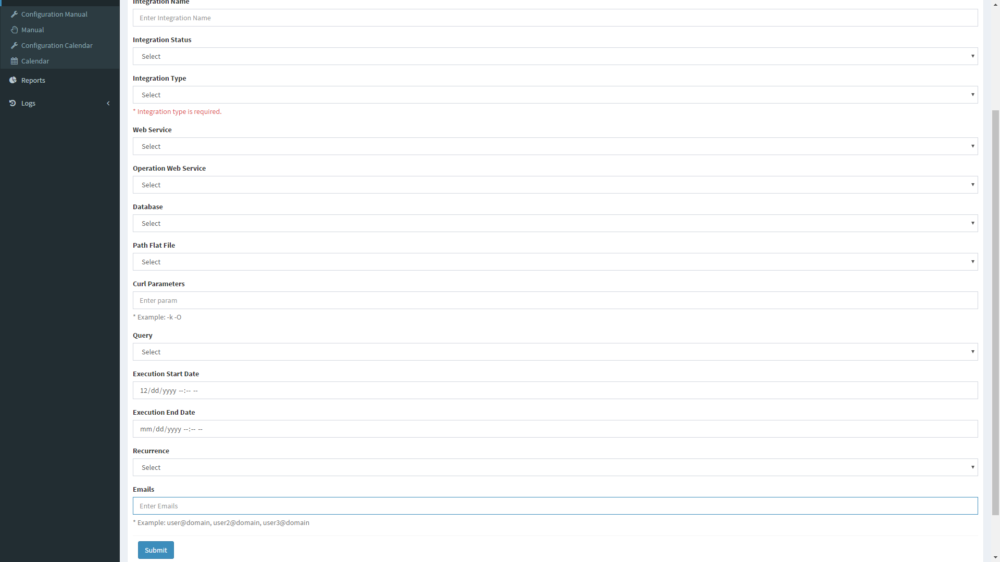 Configuration Manual
Manual
Configuration Calendar
Calendar
Reports
Logs
Integration Name
Enter Integration Name
Integration Status
Select
Integration Type
Select
* Integration type is required.
Web Service
Select
Operation Web Service
Select
Database
Select
Path Flat File
Select
Curl Parameters
Enter param
* Example: -k -O
Query
Select
Execution Start Date
12/dd/yyyy --:-- --
Execution End Date
mm/dd/yyyy --:-- --
Recurrence
Select
Emails
Enter Emails
* Example: user@domain, user2@domain, user3@domain
Submit